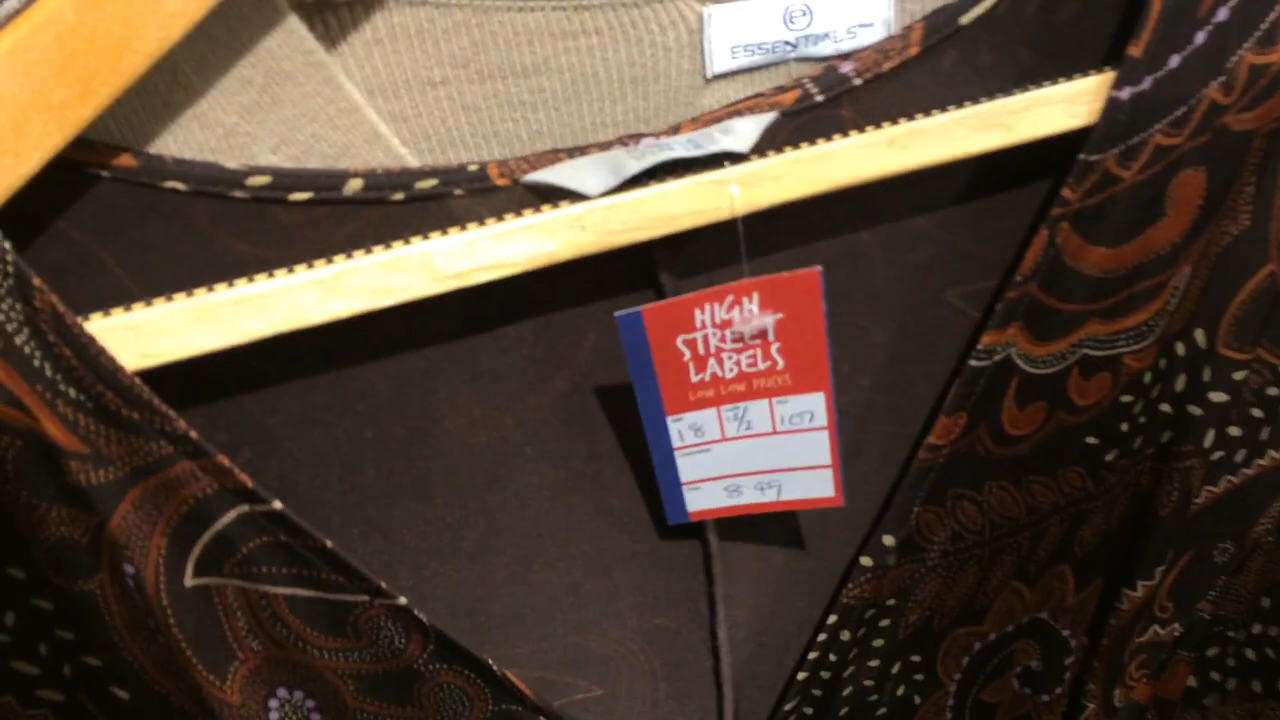 ESSENTIALS
HIGH
STREET
LABELS
LOW LOW PRICES
18
107
8.99